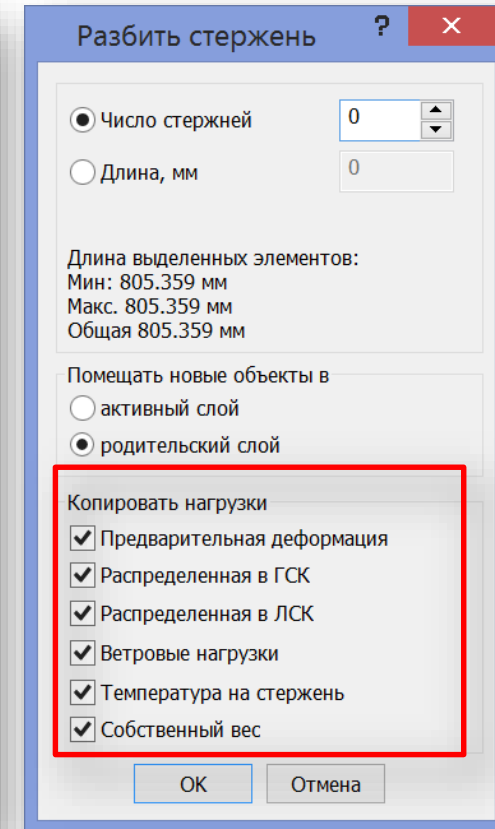 Разбить стержень ?
Число стержней 0
Длина, мм 0
Длина выделенных элементов:
Мин: 805.359 мм
Макс. 805.359 мм
Общая 805.359 мм
Помещать новые объекты в
активный слой
родительский слой
Копировать нагрузки
Предварительная деформация
Распределенная в ГСК
Распределенная в ЛСК
Ветровые нагрузки
Температура на стержень
Собственный вес
OK Отмена